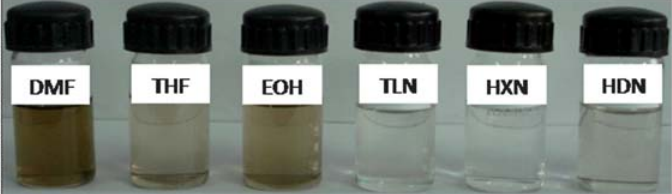 DMF
THF
EOH
TLN
HXN
HDN